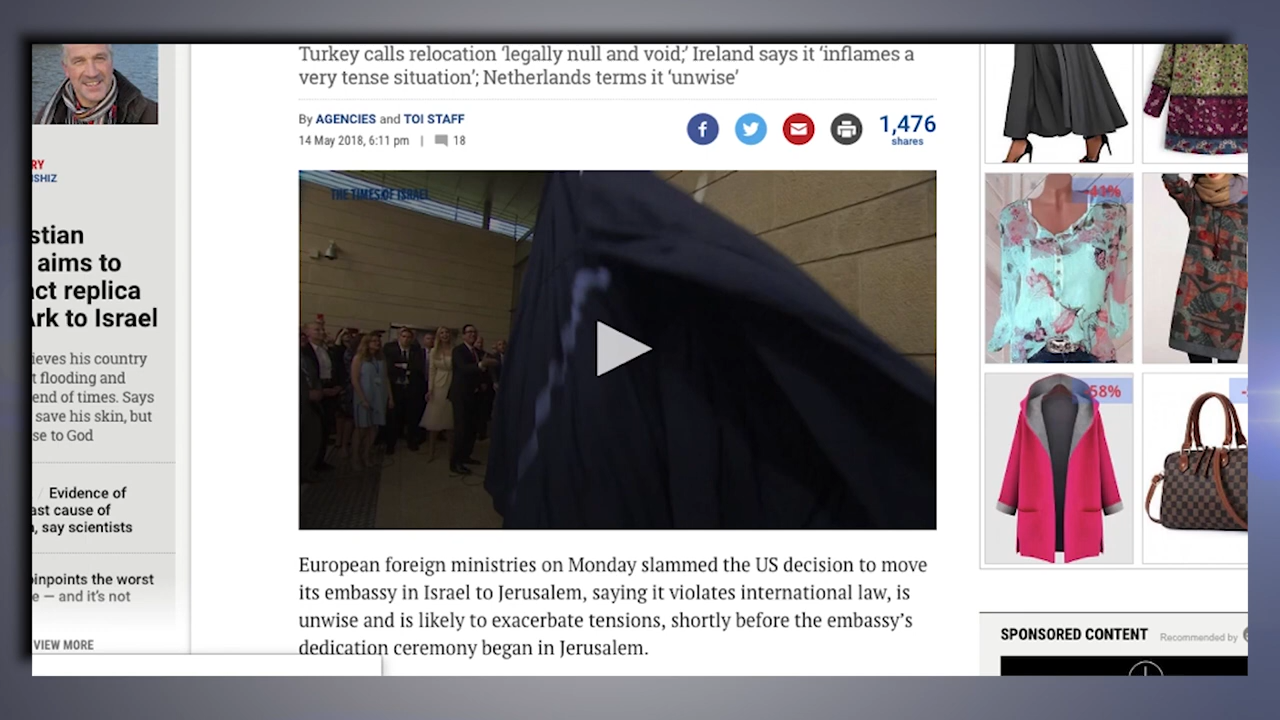 Turkey calls relocation ‘legally null and void;’ Ireland says it ‘inflames a
very tense situation’; Netherlands terms it ‘unwise’
By AGENCIES and TOI STAFF
14 May 2018, 6:11 pm | 18
1,476
shares
THE TIMES OF ISRAEL
European foreign ministries on Monday slammed the US decision to move
its embassy in Israel to Jerusalem, saying it violates international law, is
unwise and is likely to exacerbate tensions, shortly before the embassy’s
dedication ceremony began in Jerusalem.
RY
ISHIZ
stian
aims to
act replica
Ark to Israel
ieves his country
t flooding and
end of times. Says
save his skin, but
se to God
/ Evidence of
ast cause of
, say scientists
pinpoints the worst
e — and it’s not
VIEW MORE
-41%
-58%
SPONSORED CONTENT
Recommended by